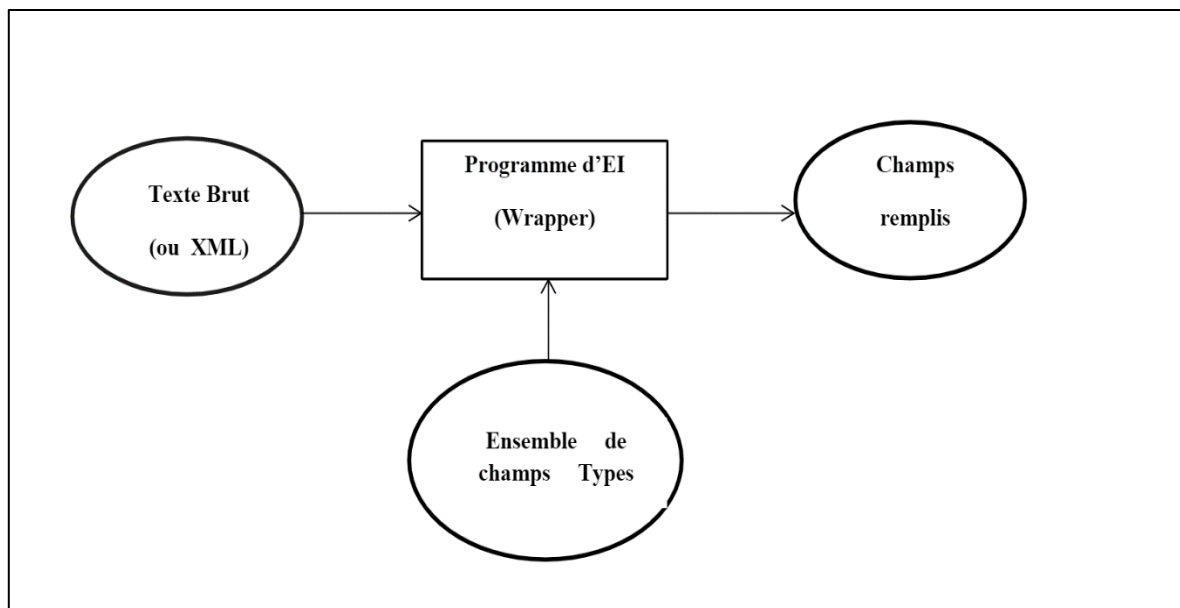 Texte Brut
(ou XML)
Programme d'EI
(Wrapper)
Champs
remplis
Ensemble de
champs Types